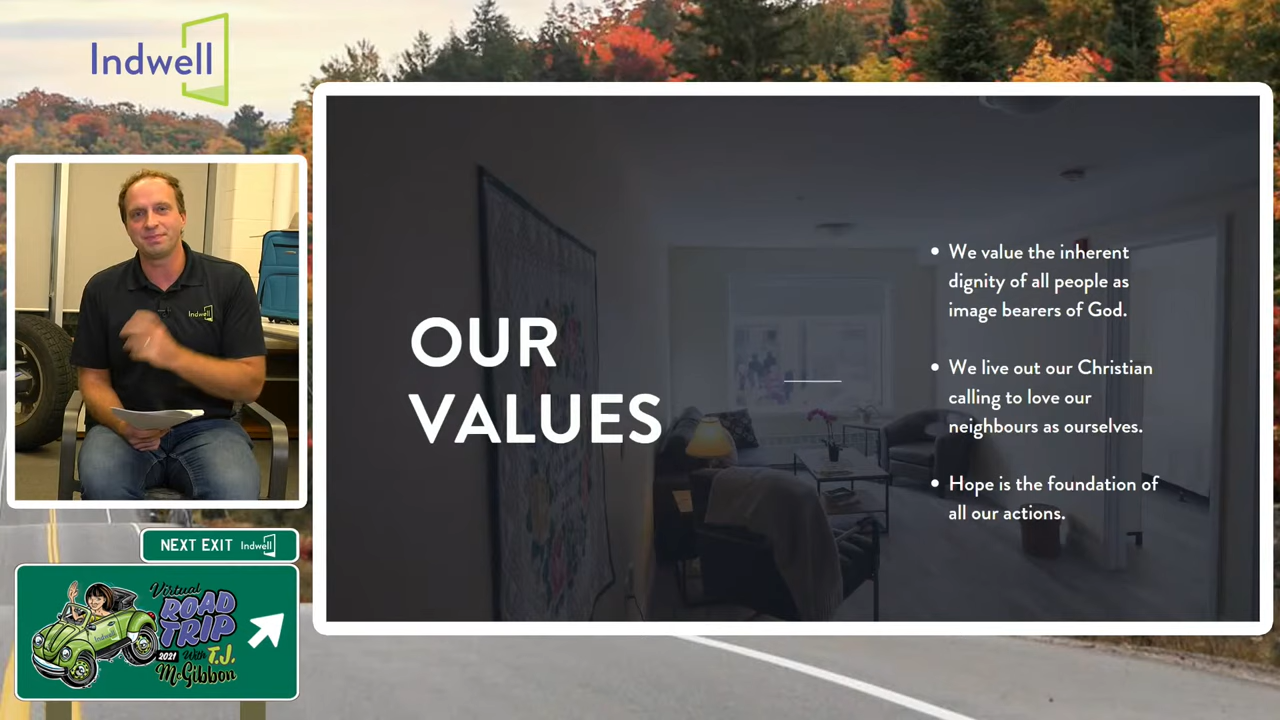 Indwell
Indwell
OUR
VALUES
• We value the inherent
dignity of all people as
image bearers of God.
• We live out our Christian
calling to love our
neighbours as ourselves.
• Hope is the foundation of
all our actions.
NEXT EXIT Indwell
Indwell
Virtual
ROAD
TRIP
2021 With T.J.
McGibbon